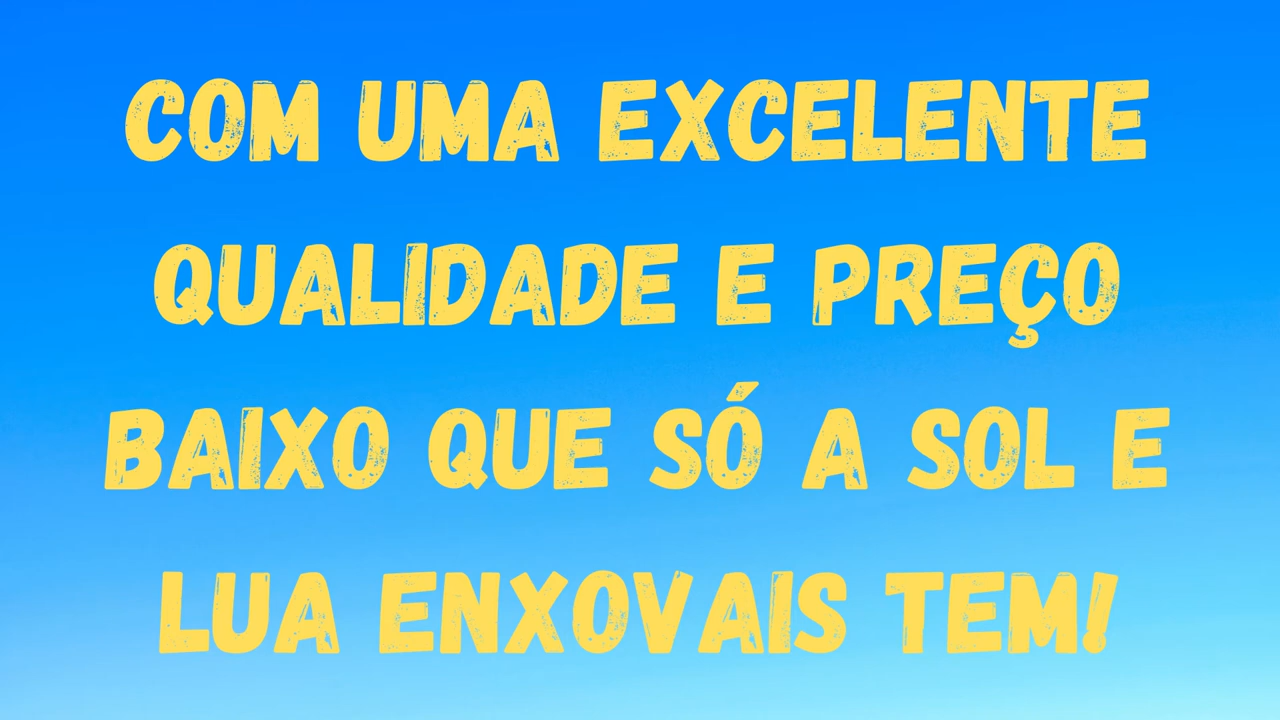 COM UMA EXCELENTE
QUALIDADE E PREÇO
BAIXO QUE SÓ A SOL E
LUA ENXOVAIS TEM!